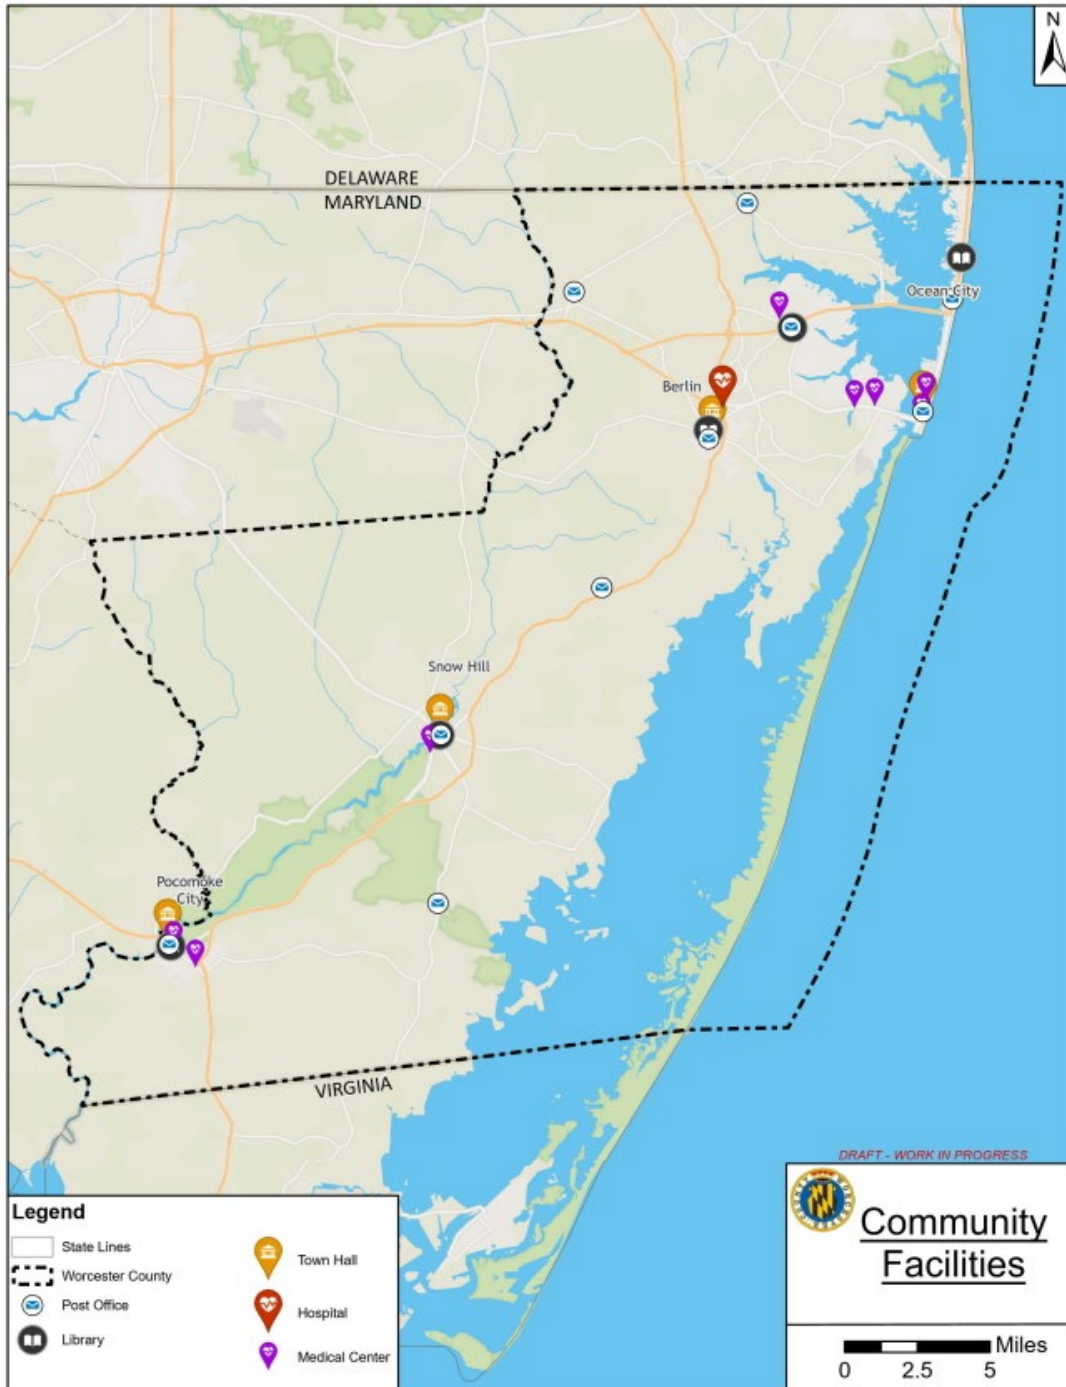 N
DELAWARE
MARYLAND
Ocean City
Berlin
Snow Hill
Pocomoke
City
VIRGINIA
DRAFT - WORK IN PROGRESS
Community
Facilities
Miles
0 2.5 5
Legend
State Lines
Worcester County
Post Office
Library
Town Hall
Hospital
Medical Center